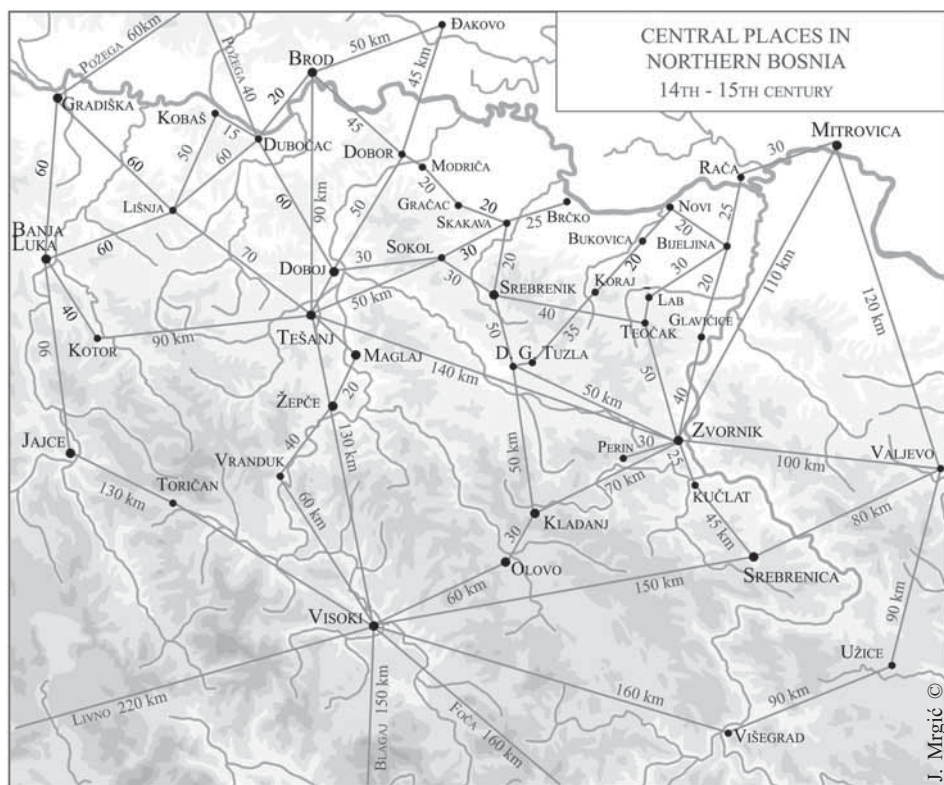 CENTRAL PLACES IN
NORTHERN BOSNIA
14TH - 15TH CENTURY
POŽEGA 60km
POŽEGA 40
ĐAKOVO
50 km
BROD
45 km
GRADIŠKA
KOBAŠ
20
15
DUBOČAC
45
DOBOR
MODRIČA
MITROVICA
30
RAČA
60
60
50
60
LIŠNJA
60
90 km
50
20
GRAČAC
20
SKAKAVA
25
BRČKO
NOVI
20
25
BANJA
LUKA
60
70
DOBOJ
30
SOKOL
30
30
20
BUKOVICA
BIJELJINA
20
30
20
110 km
120 km
SREBRENIK
KORAJ
LAB
GLAVIČICE
40
TEOČAK
50 km
40
KOTOR
90 km
TEŠANJ
MAGLAJ
50
D. G. TUZLA
35
50
40
90
140 km
50 km
20
ŽEPČE
130 km
ZVORNIK
30
PERIN
25
JAJCE
40
VRANDUK
50 km
100 km
VALJEVO
130 km
TORIČAN
60 km
70 km
KUČLAT
80 km
KLADANJ
30
45 km
OLOVO
SREBRENICA
60 km
150 km
90 km
VISOKI
UŽICE
160 km
90 km
LIVNO 220 km
BLAGAJ 150 km
FOČA 160 km
VIŠEGRAD
J. Mrgić ©